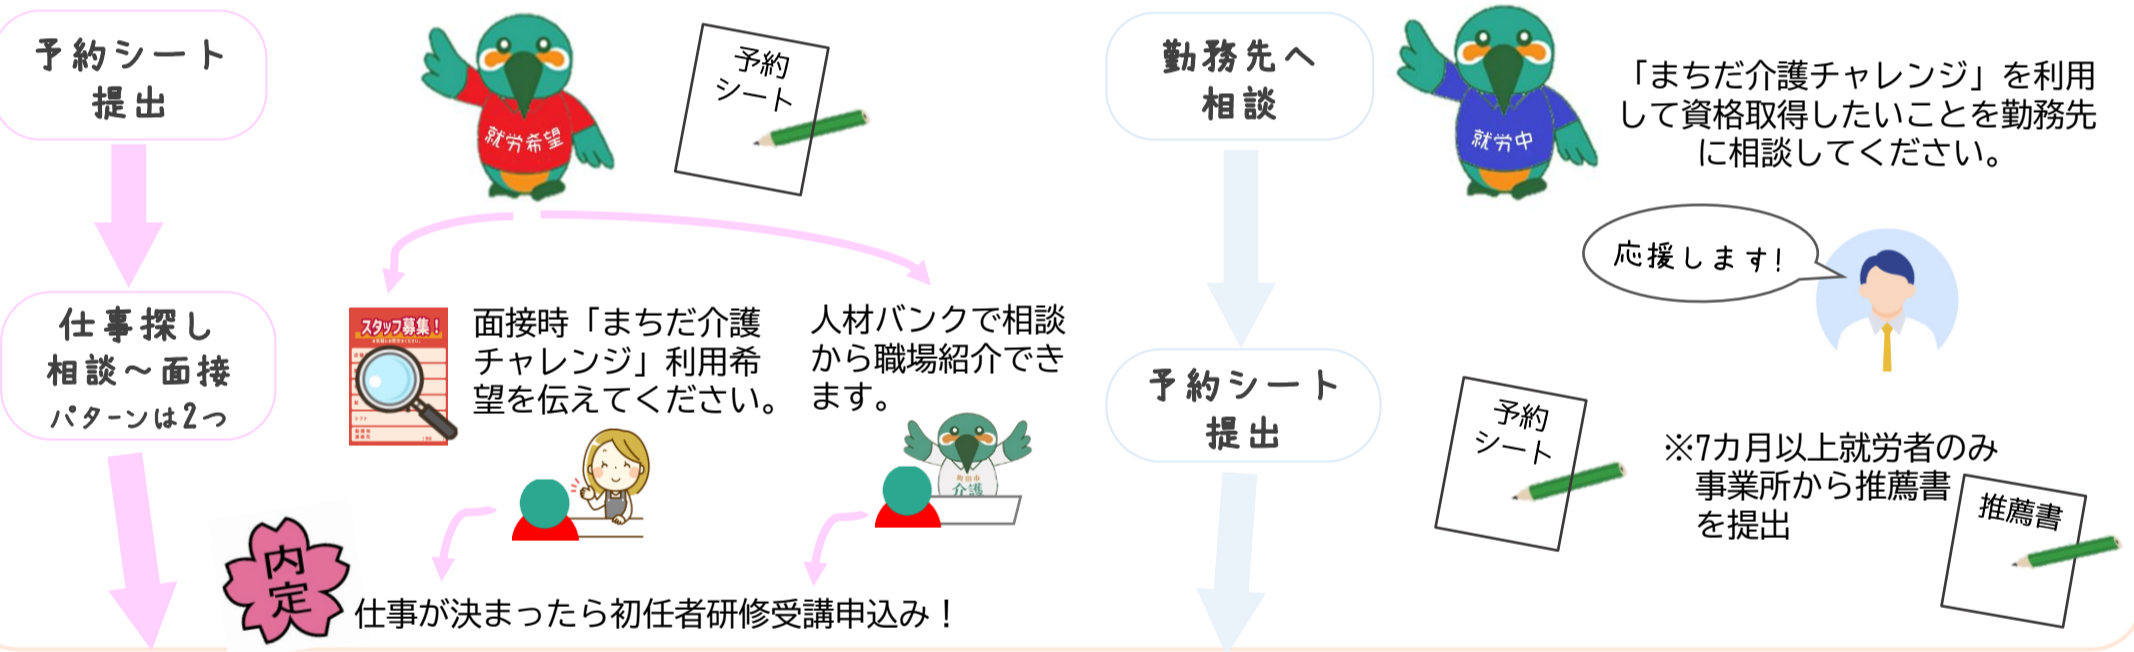 予約シート
提出
就労希望
予約
シート
仕事探し
相談～面接
パターンは2つ
スタッフ募集！
面接時「まちだ介護
チャレンジ」利用希
望を伝えてください。
人材バンクで相談
から職場紹介でき
ます。
町田市
介護
内定
仕事が決まったら初任者研修受講申込み！
勤務先へ
相談
就労中
「まちだ介護チャレンジ」を利用
して資格取得したいことを勤務先
に相談してください。
応援します!
予約シート
提出
予約
シート
※7カ月以上就労者のみ
事業所から推薦書
を提出
推薦書